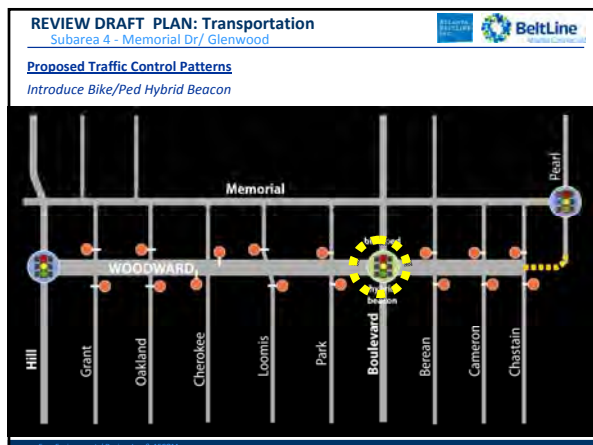 REVIEW DRAFT PLAN: Transportation
Subarea 4 - Memorial Dr/ Glenwood
BeltLine
Proposed Traffic Control Patterns
Introduce Bike/Ped Hybrid Beacon
Pearl
Memorial
WOODWARD
beacon
Hill
Grant
Oakland
Cherokee
Loomis
Park
Boulevard
Berean
Cameron
Chastain